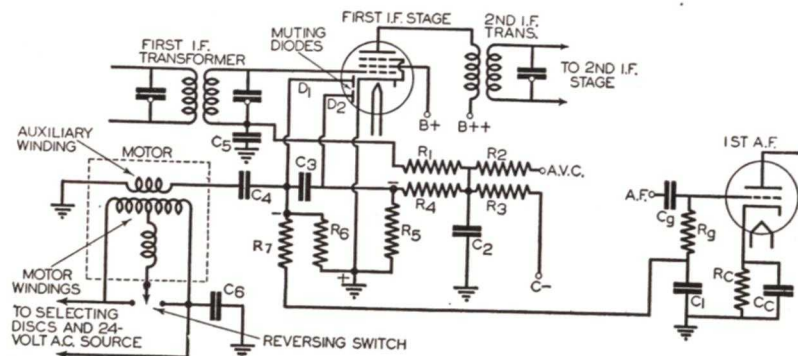 FIRST I.F. STAGE
2ND I.F.
TRANS.
MUTING
DIODES
FIRST I.F.
TRANSFORMER
TO 2ND I.F.
STAGE
D1
D2
B+
B++
C5
AUXILIARY
WINDING
MOTOR
C4
C3
R1
R2
A.V.C.
R4
R3
1ST A.F.
A.F.
Cg
Rg
MOTOR
WINDINGS
R7
R6
R5
C2
C-
+
-
-
C6
RC
C1
CC
TO SELECTING
DISCS AND 24-
VOLT A.C. SOURCE
REVERSING SWITCH